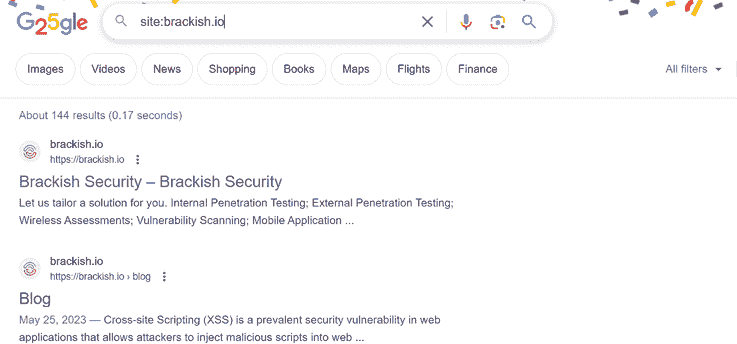 G25gle
site:brackish.io
Images Videos News Shopping Books Maps Flights Finance All filters
About 144 results (0.17 seconds)
brackish.io
https://brackish.io
Brackish Security – Brackish Security
Let us tailor a solution for you. Internal Penetration Testing; External Penetration Testing;
Wireless Assessments; Vulnerability Scanning; Mobile Application ...
brackish.io
https://brackish.io › blog
Blog
May 25, 2023 — Cross-site Scripting (XSS) is a prevalent security vulnerability in web
applications that allows attackers to inject malicious scripts into web ...